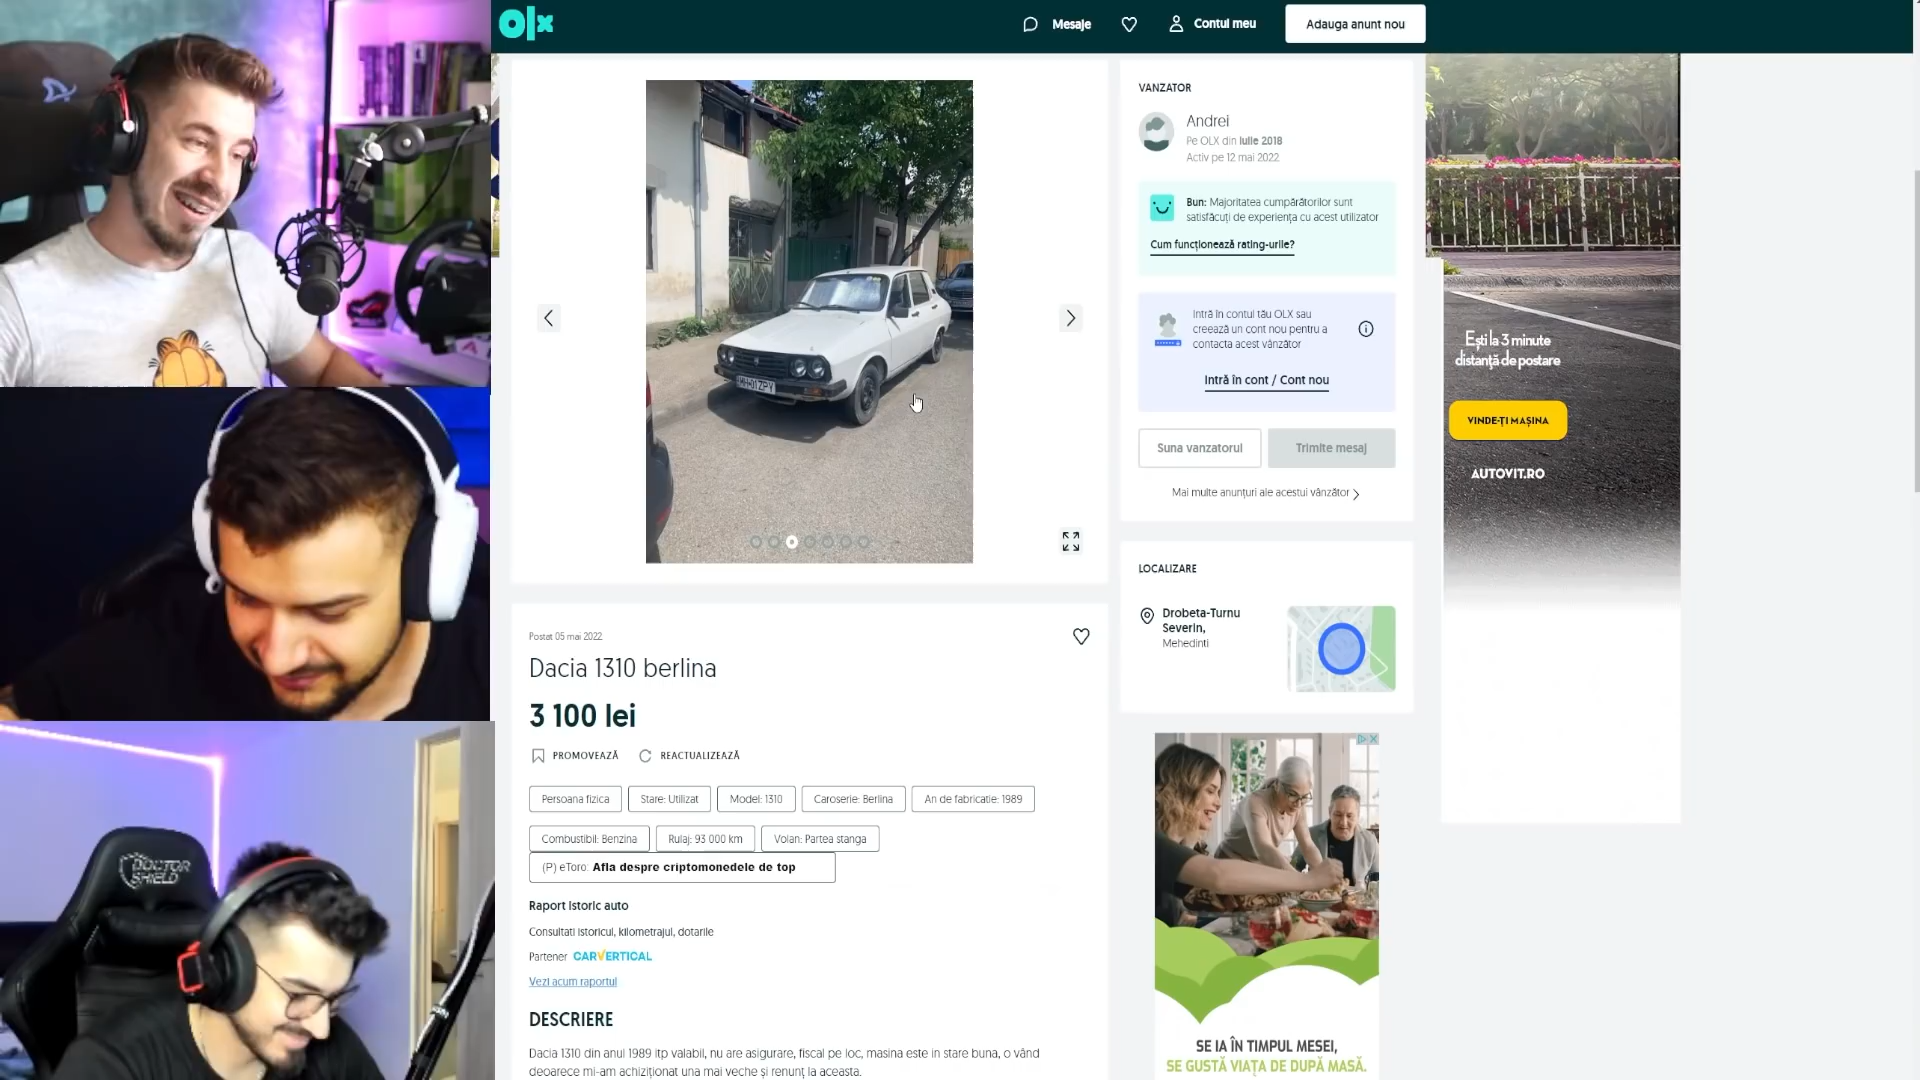 olx
Mesaje
Contul meu
Adauga anunt nou
DOCTOR
SHIELD
VANZATOR
Andrei
Pe OLX din iulie 2018
Activ pe 12 mai 2022
Bun: Majoritatea cumpărătorilor sunt
satisfăcuți de experiența cu acest utilizator
Cum funcționează rating-urile?
Intră în contul tău OLX sau
creează un cont nou pentru a
contacta acest vânzător
Intră în cont / Cont nou
Suna vanzatorul
Trimite mesaj
Mai multe anunțuri ale acestui vânzător
LOCALIZARE
Drobeta-Turnu
Severin,
Mehedinti
Ești la 3 minute
distanță de postare
VINDE-ȚI MAȘINA
AUTOVIT.RO
MH 01 ZPY
Postat 05 mai 2022
Dacia 1310 berlina
3 100 lei
PROMOVEAZĂ
REACTUALIZEAZĂ
Persoana fizica
Stare: Utilizat
Model: 1310
Caroserie: Berlina
An de fabricatie: 1989
Combustibil: Benzina
Rulaj: 93 000 km
Volan: Partea stanga
(P) eToro: Afla despre criptomonedele de top
Raport istoric auto
Consultati istoricul, kilometrajul, dotarile
Partener CARVERTICAL
Vezi acum raportul
DESCRIERE
Dacia 1310 din anul 1989 itp valabil, nu are asigurare, fiscal pe loc, masina este in stare buna, o vând
deoarece mi-am achiziționat una mai veche și renunț la aceasta.
SE IA ÎN TIMPUL MESEI,
SE GUSTĂ VIAȚA DE DUPĂ MASĂ.